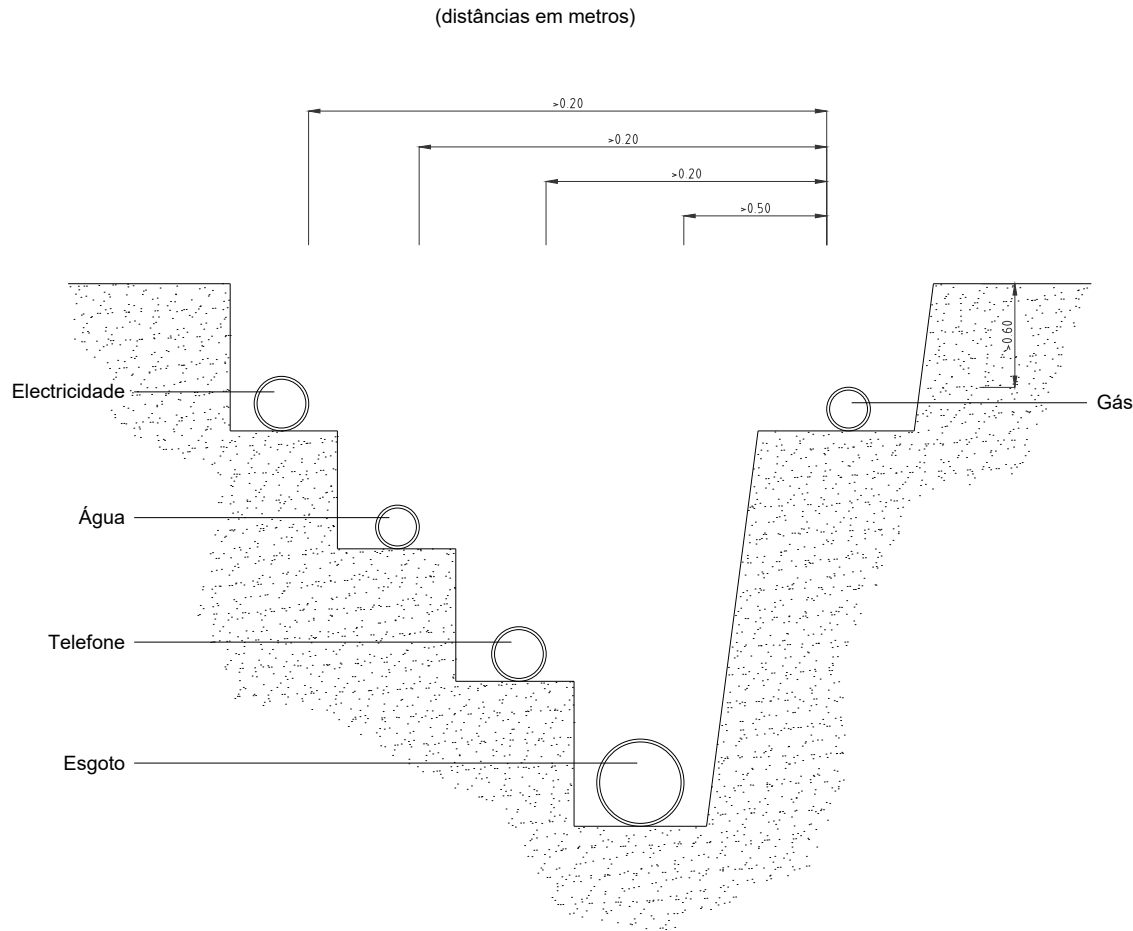 (distâncias em metros)
>0.20
>0.20
>0.20
>0.50
>0.60
Electricidade
Gás
Água
Telefone
Esgoto